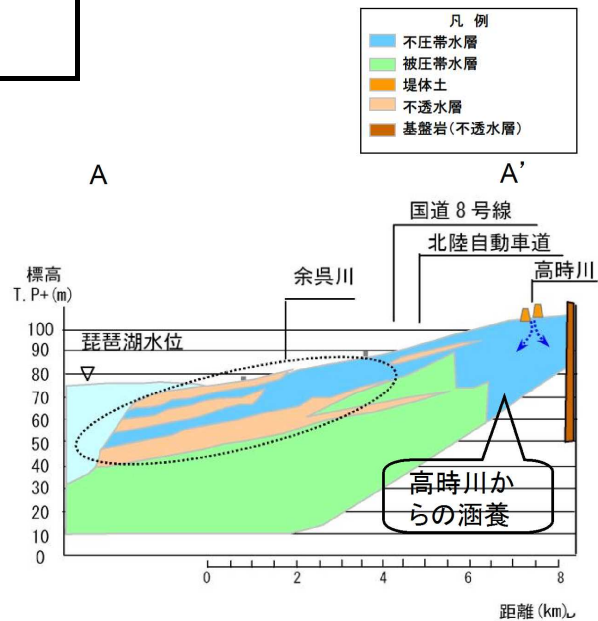 凡 例
不圧帯水層
被圧帯水層
堤体土
不透水層
基盤岩(不透水層)
A
A’
国道８号線
北陸自動車道
高時川
余呉川
標高
T.P+(m)
琵琶湖水位
100
90
80
70
60
50
40
30
20
10
0
高時川か
らの涵養
0 2 4 6 8
距離(km)